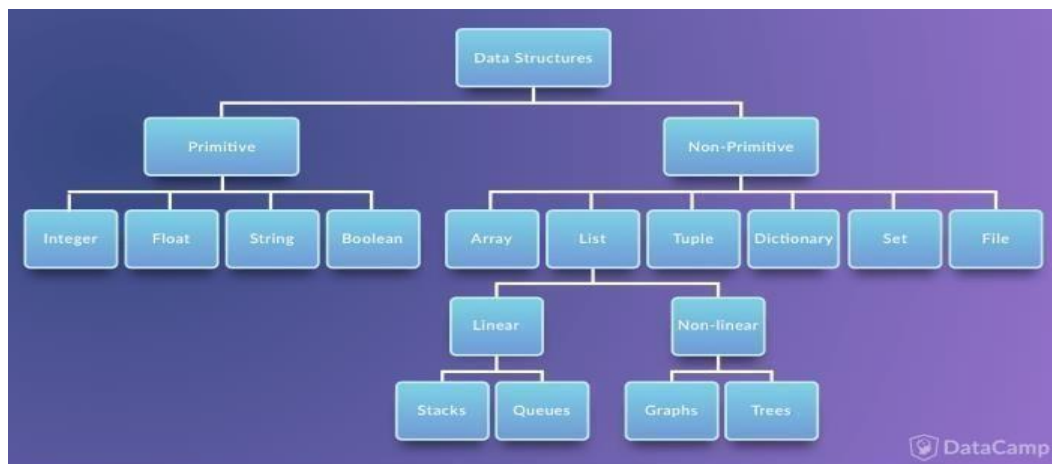 Data Structures
Primitive
Non-Primitive
Integer
Float
String
Boolean
Array
List
Tuple
Dictionary
Set
File
Linear
Non-linear
Stacks
Queues
Graphs
Trees
DataCamp